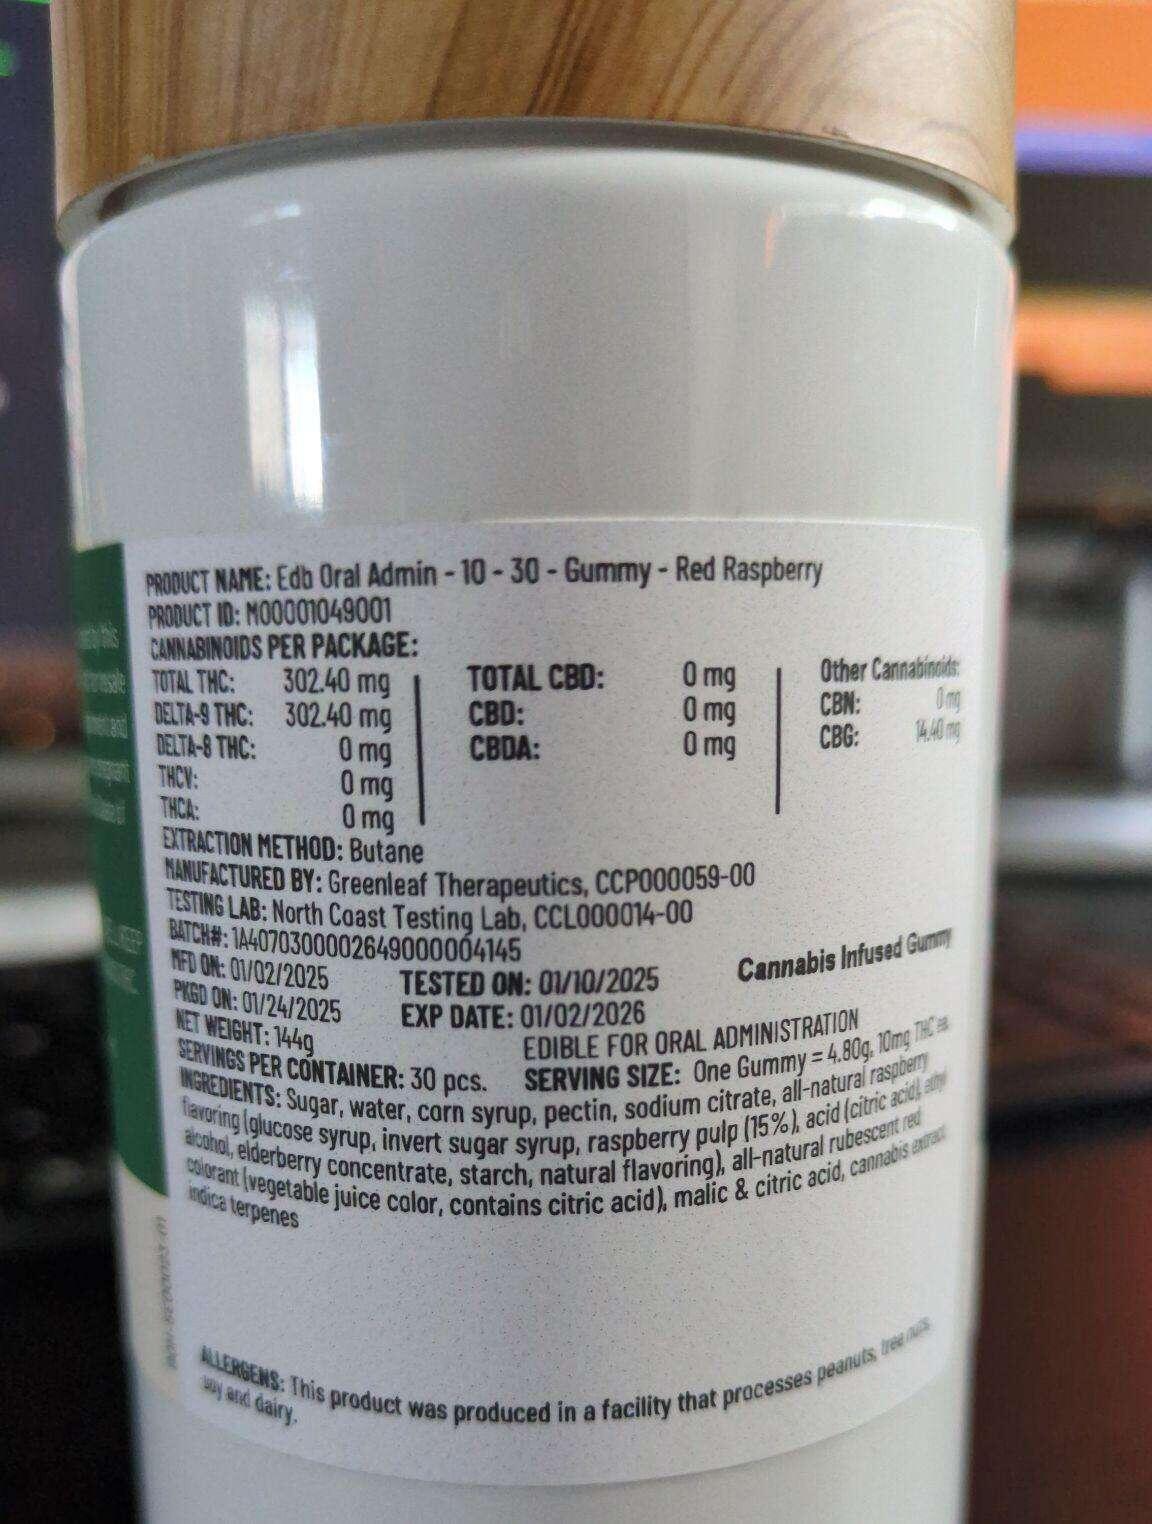 PRODUCT NAME: Edb Oral Admin - 10 - 30 - Gummy - Red Raspberry
PRODUCT ID: M00001049001
CANNABINOIDS PER PACKAGE:
TOTAL THC: 302.40 mg TOTAL CBD: 0 mg Other Cannabinoids:
DELTA-9 THC: 302.40 mg CBD: 0 mg CBN: 0 mg
DELTA-8 THC: 0 mg CBDA: 0 mg CBG: 14.40 mg
THCV: 0 mg
THCA: 0 mg
EXTRACTION METHOD: Butane
MANUFACTURED BY: Greenleaf Therapeutics, CCP000059-00
TESTING LAB: North Coast Testing Lab, CCL000014-00
BATCH#: 1A4070300002649000004145
MFD ON: 01/02/2025 TESTED ON: 01/10/2025 Cannabis Infused Gummy
PKGD ON: 01/24/2025 EXP DATE: 01/02/2026
NET WEIGHT: 144g EDIBLE FOR ORAL ADMINISTRATION
SERVINGS PER CONTAINER: 30 pcs. SERVING SIZE: One Gummy = 4.80g, 10mg THC ea.
INGREDIENTS: Sugar, water, corn syrup, pectin, sodium citrate, all-natural raspberry
flavoring (glucose syrup, invert sugar syrup, raspberry pulp (15%), acid (citric acid), ethyl
alcohol, elderberry concentrate, starch, natural flavoring), all-natural rubescent red
colorant (vegetable juice color, contains citric acid), malic & citric acid, cannabis extract
indica terpenes
ALLERGENS: This product was produced in a facility that processes peanuts, tree nuts,
soy and dairy.